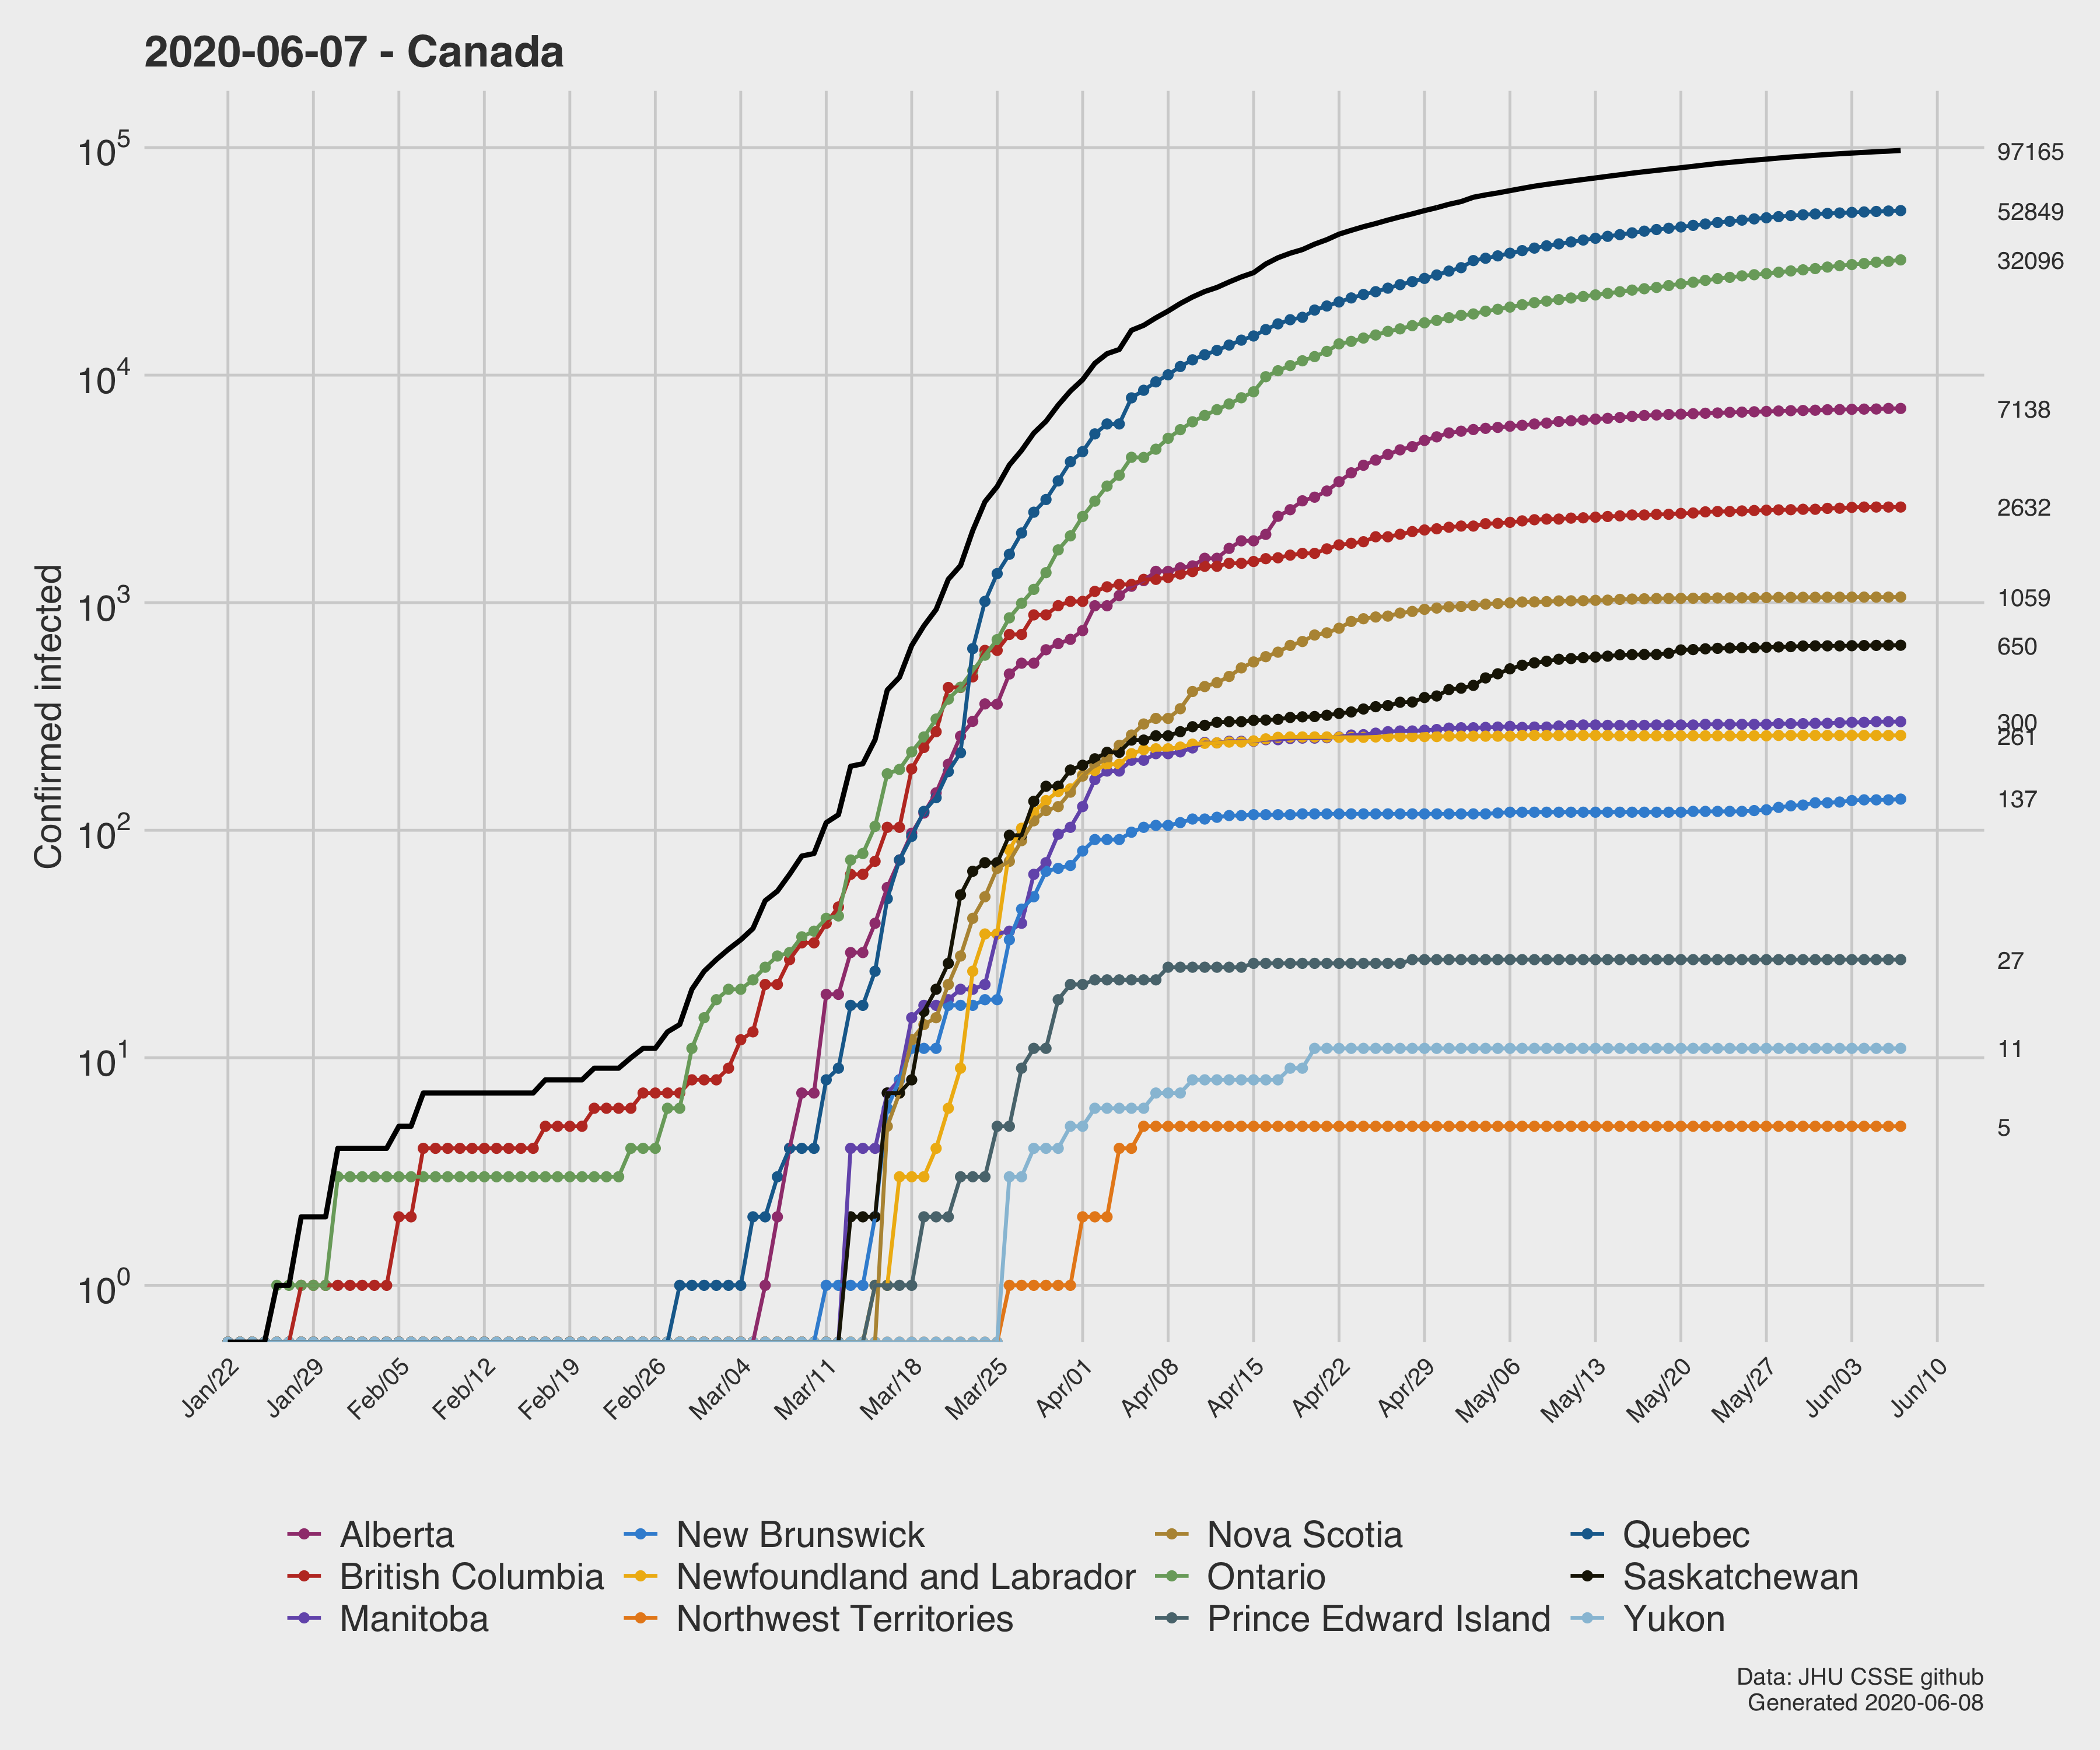 2020-06-07 - Canada
Confirmed infected
10^5
10^4
10^3
10^2
10^1
10^0
97165
52849
32096
7138
2632
1059
650
300
261
137
27
11
5
Jan/22
Jan/29
Feb/05
Feb/12
Feb/19
Feb/26
Mar/04
Mar/11
Mar/18
Mar/25
Apr/01
Apr/08
Apr/15
Apr/22
Apr/29
May/06
May/13
May/20
May/27
Jun/03
Jun/10
Alberta
British Columbia
Manitoba
New Brunswick
Newfoundland and Labrador
Northwest Territories
Nova Scotia
Ontario
Prince Edward Island
Quebec
Saskatchewan
Yukon
Data: JHU CSSE github
Generated 2020-06-08